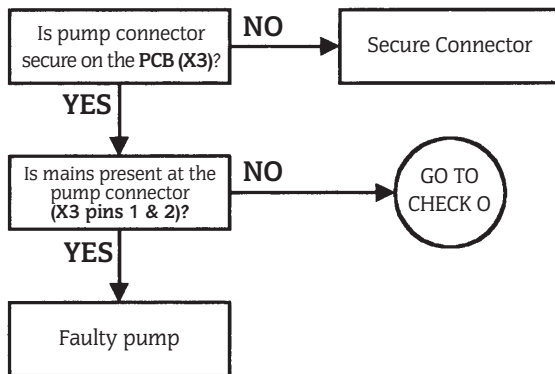 Is pump connector
secure on the PCB (X3)?
NO
Secure Connector
YES
Is mains present at the
pump connector
(X3 pins 1 & 2)?
NO
GO TO
CHECK O
YES
Faulty pump